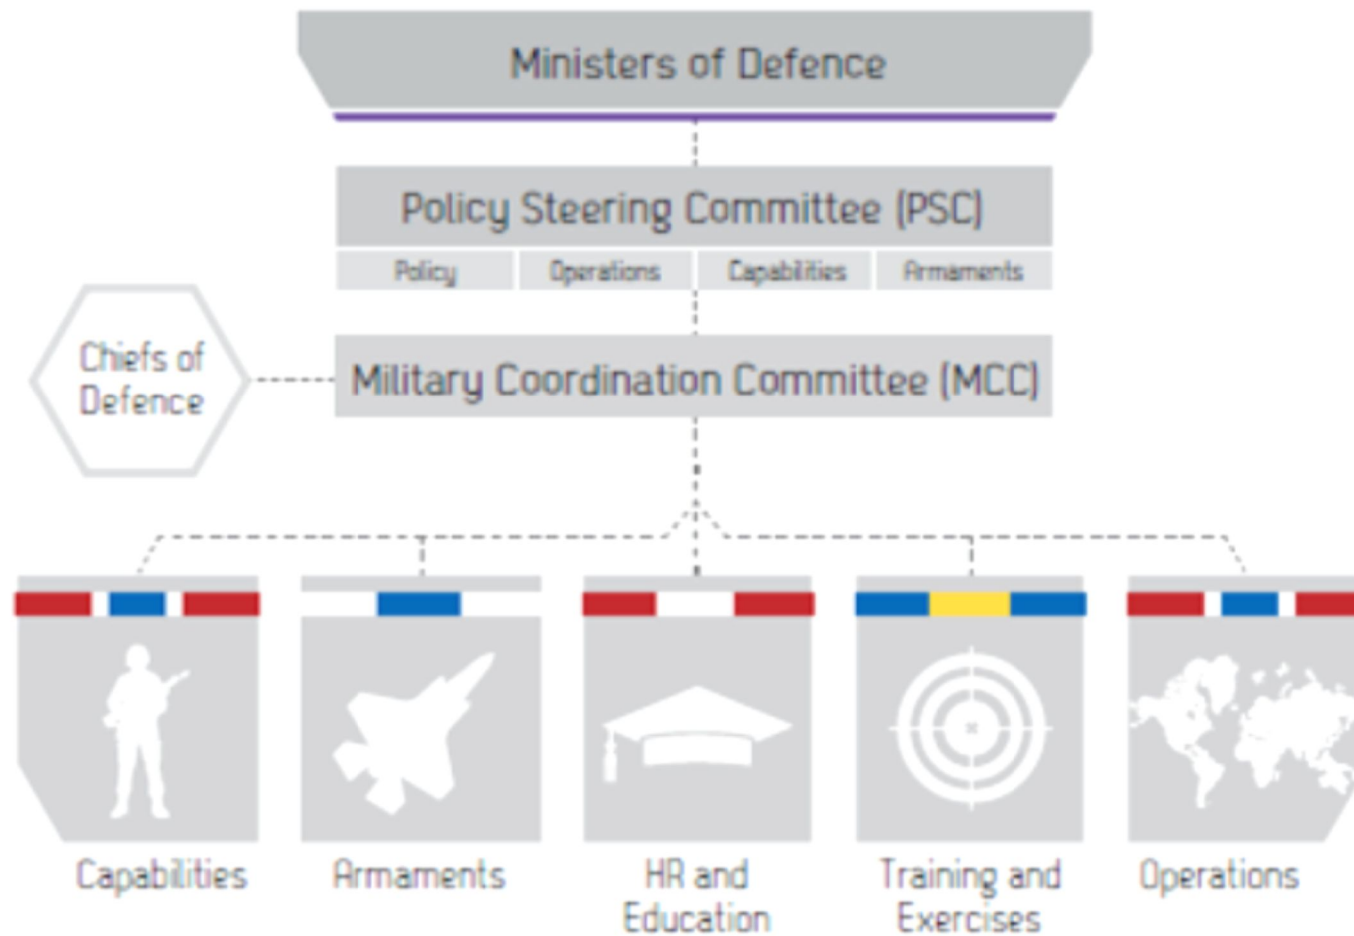 Ministers of Defence
Policy Steering Committee (PSC)
Policy
Operations
Capabilities
Armaments
Chiefs of
Defence
Military Coordination Committee (MCC)
Capabilities
Armaments
HR and
Education
Training and
Exercises
Operations